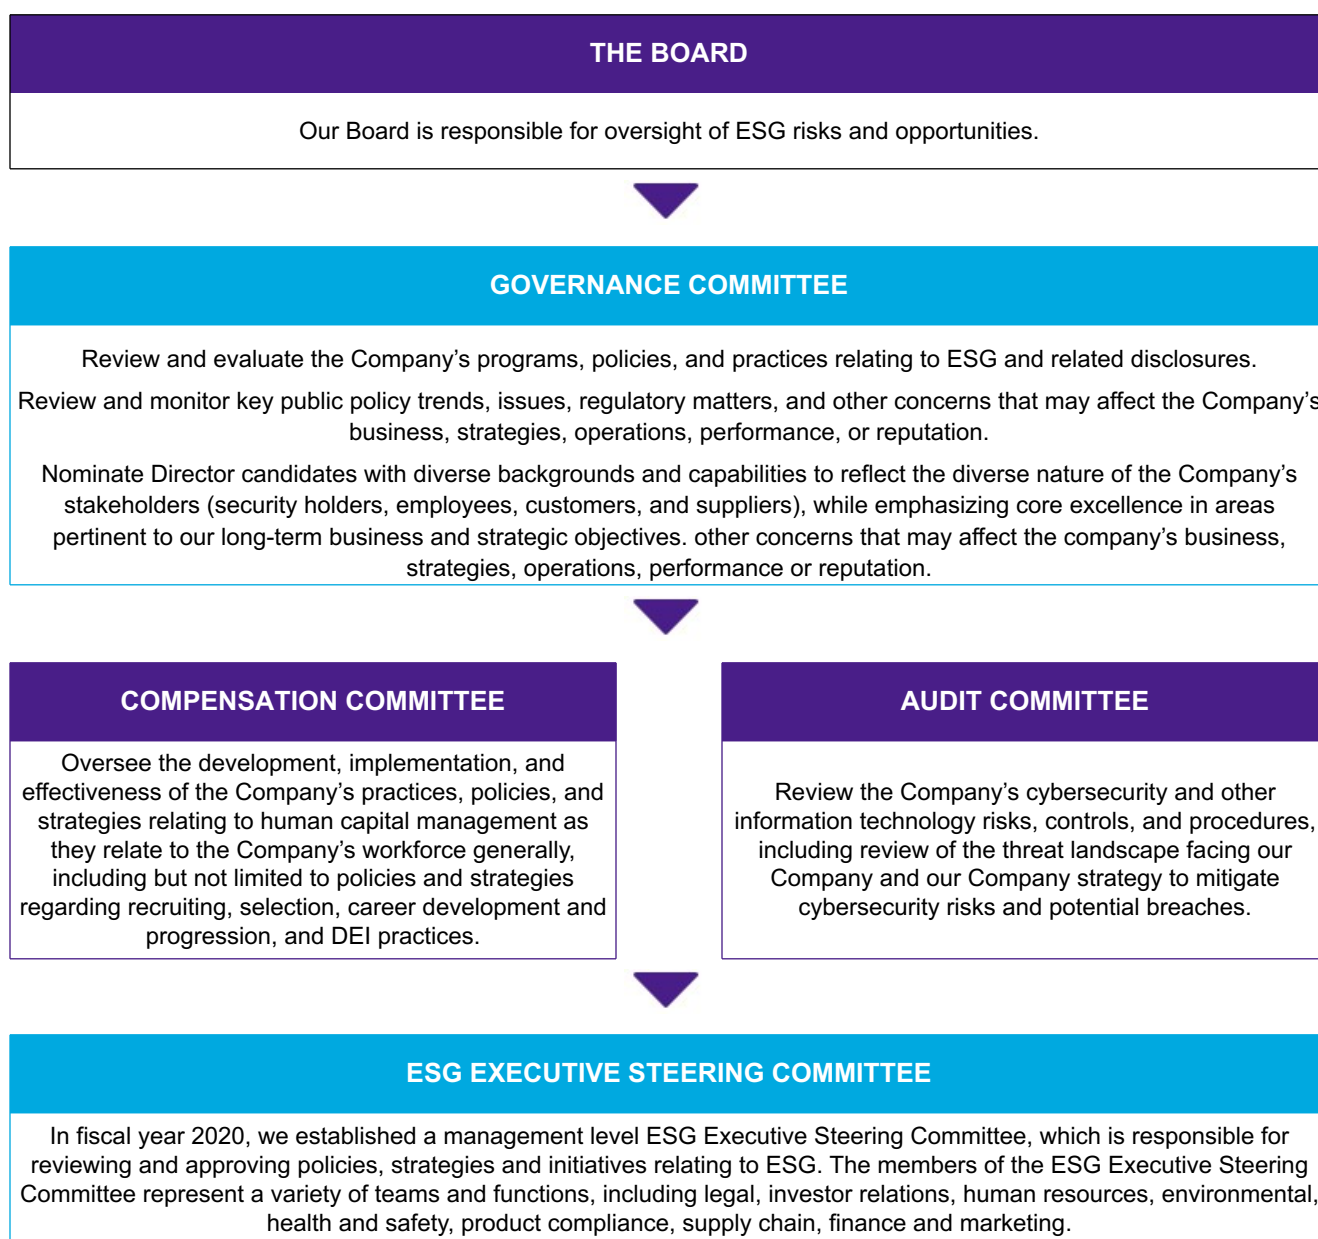 THE BOARD
Our Board is responsible for oversight of ESG risks and opportunities.
GOVERNANCE COMMITTEE
Review and evaluate the Company’s programs, policies, and practices relating to ESG and related disclosures.
Review and monitor key public policy trends, issues, regulatory matters, and other concerns that may affect the Company’s
business, strategies, operations, performance, or reputation.
Nominate Director candidates with diverse backgrounds and capabilities to reflect the diverse nature of the Company’s
stakeholders (security holders, employees, customers, and suppliers), while emphasizing core excellence in areas
pertinent to our long-term business and strategic objectives. other concerns that may affect the company’s business,
strategies, operations, performance or reputation.
COMPENSATION COMMITTEE
Oversee the development, implementation, and
effectiveness of the Company’s practices, policies, and
strategies relating to human capital management as
they relate to the Company’s workforce generally,
including but not limited to policies and strategies
regarding recruiting, selection, career development and
progression, and DEI practices.
AUDIT COMMITTEE
Review the Company’s cybersecurity and other
information technology risks, controls, and procedures,
including review of the threat landscape facing our
Company and our Company strategy to mitigate
cybersecurity risks and potential breaches.
ESG EXECUTIVE STEERING COMMITTEE
In fiscal year 2020, we established a management level ESG Executive Steering Committee, which is responsible for
reviewing and approving policies, strategies and initiatives relating to ESG. The members of the ESG Executive Steering
Committee represent a variety of teams and functions, including legal, investor relations, human resources, environmental,
health and safety, product compliance, supply chain, finance and marketing.